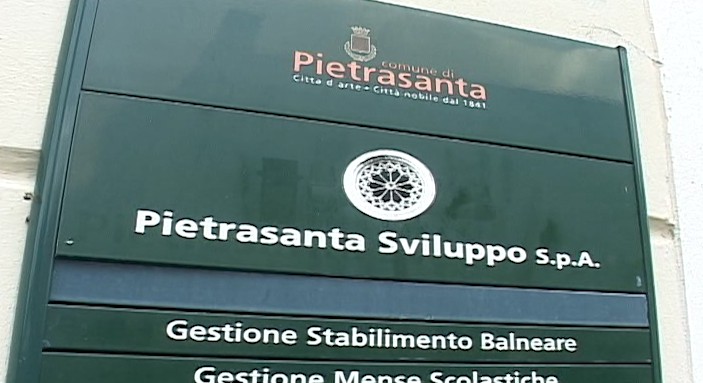 comune di
Pietrasanta
Città d'arte • Città nobile dal 1841
Pietrasanta Sviluppo S.p.A.
Gestione Stabilimento Balneare
Gestione Mense Scolastiche